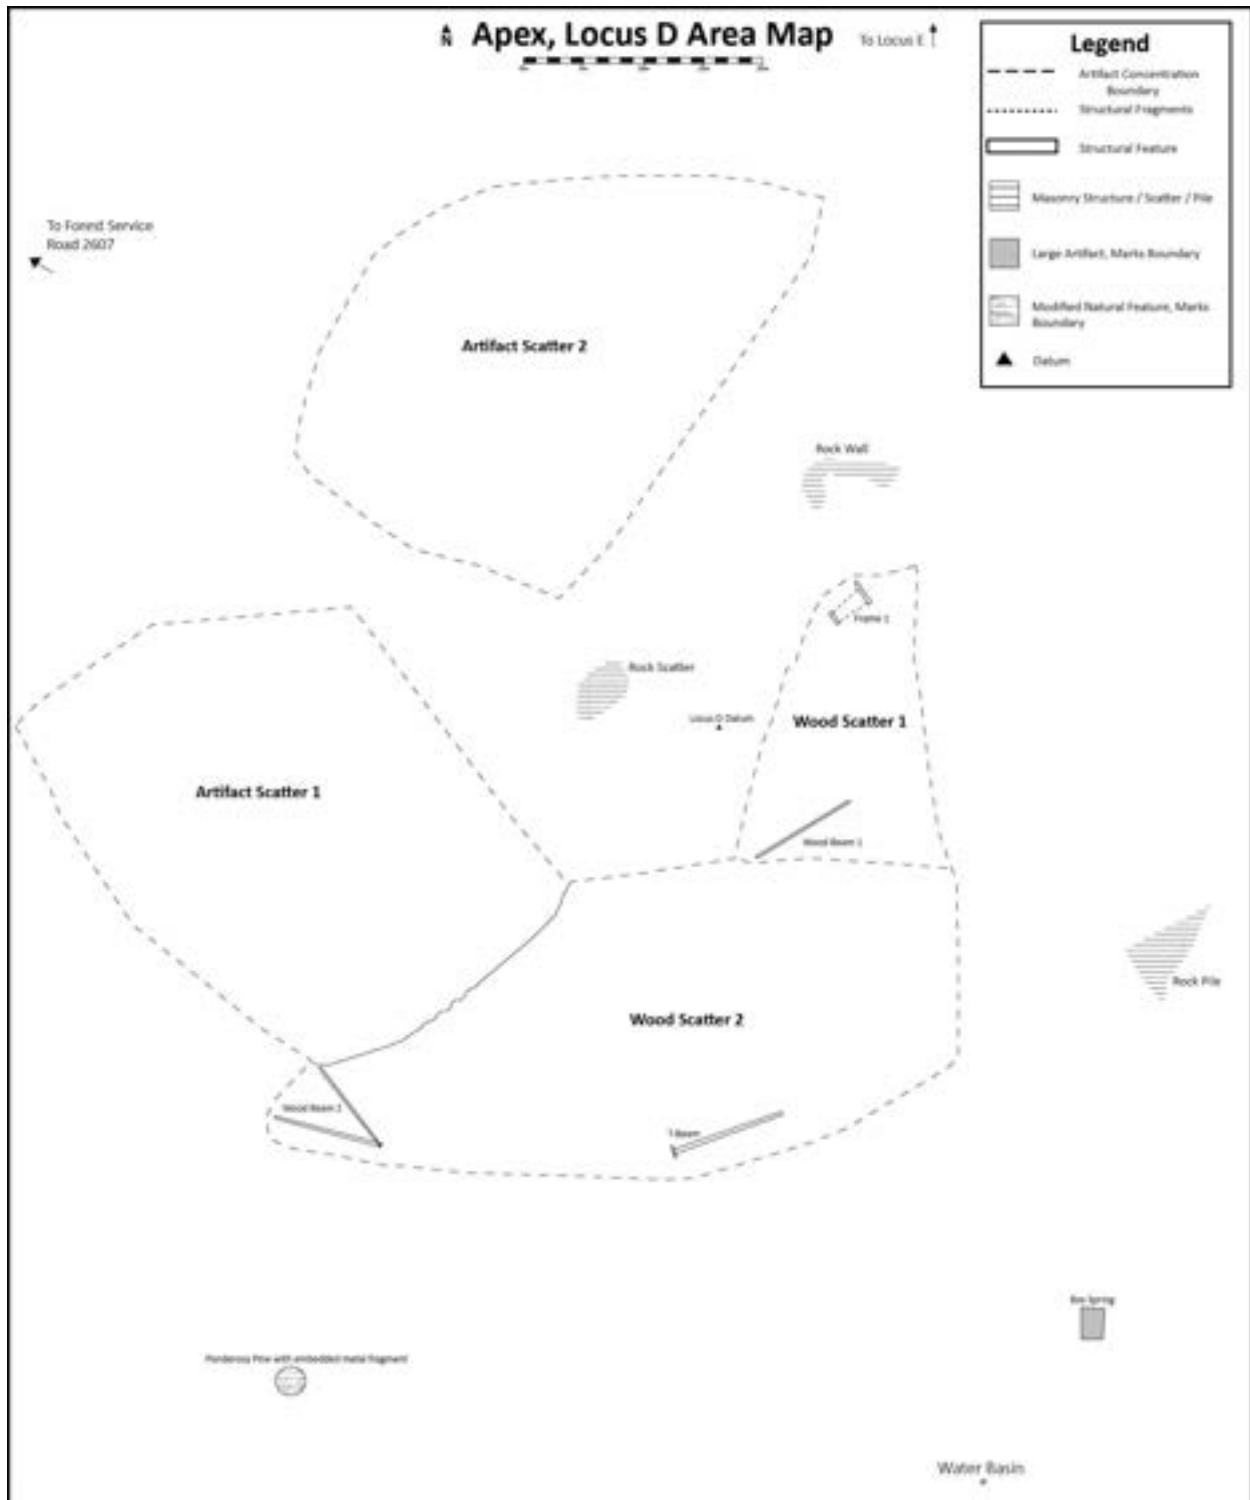 N
Apex, Locus D Area Map
To Locus E
Legend
Artifact Concentration
Boundary
Structural Fragments
Structural Feature
Masonry Structure / Scatter / Pile
Large Artifact, Marks Boundary
Modified Natural Feature, Marks
Boundary
Datum
To Forest Service
Road 2607
Artifact Scatter 2
Rock Wall
Frame 1
Rock Scatter
Locus D Datum
Wood Scatter 1
Artifact Scatter 1
Wood Beam 1
Rock Pile
Wood Scatter 2
Wood Beam 2
T-Beam
Box Spring
Ponderosa Pine with embedded metal fragment
Water Basin